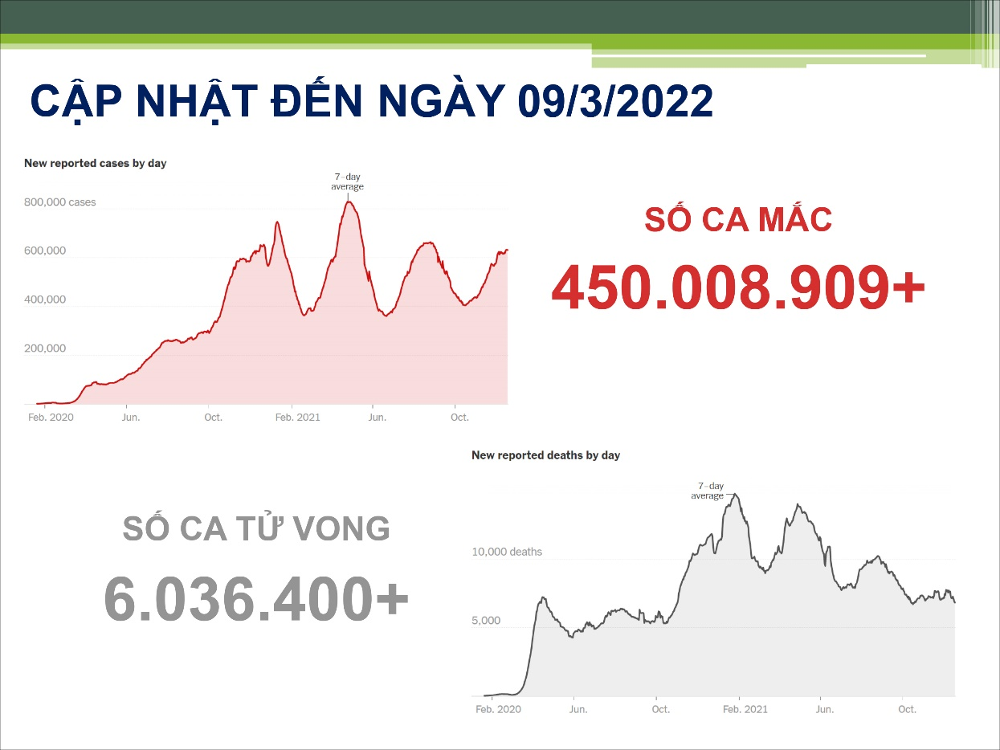 CẬP NHẬT ĐẾN NGÀY 09/3/2022
New reported cases by day
7–day
average
800,000 cases
600,000
400,000
200,000
Feb. 2020 Jun. Oct. Feb. 2021 Jun. Oct.
SỐ CA MẮC
450.008.909+
SỐ CA TỬ VONG
6.036.400+
New reported deaths by day
7–day
average
10,000 deaths
5,000
Feb. 2020 Jun. Oct. Feb. 2021 Jun. Oct.